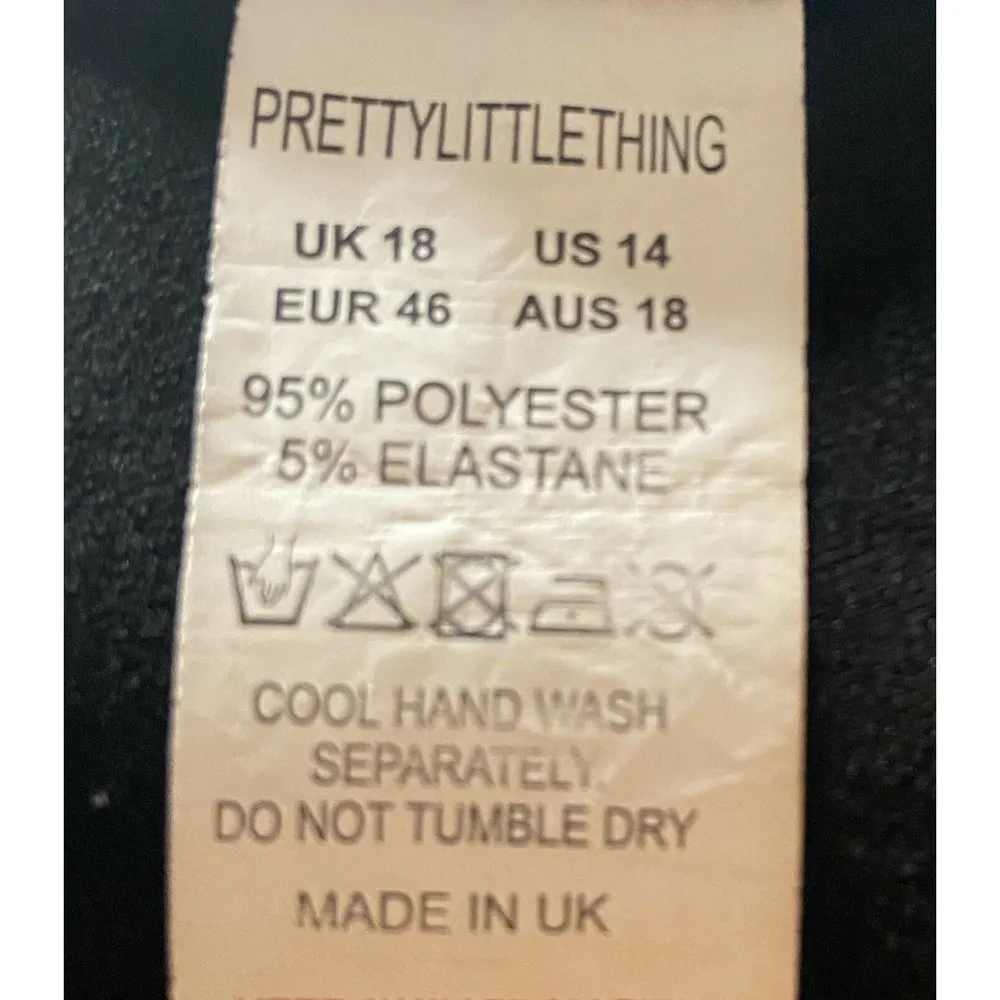 PRETTYLITTLETHING
UK 18 US 14
EUR 46 AUS 18
95% POLYESTER
5% ELASTANE
COOL HAND WASH
SEPARATELY.
DO NOT TUMBLE DRY
MADE IN UK